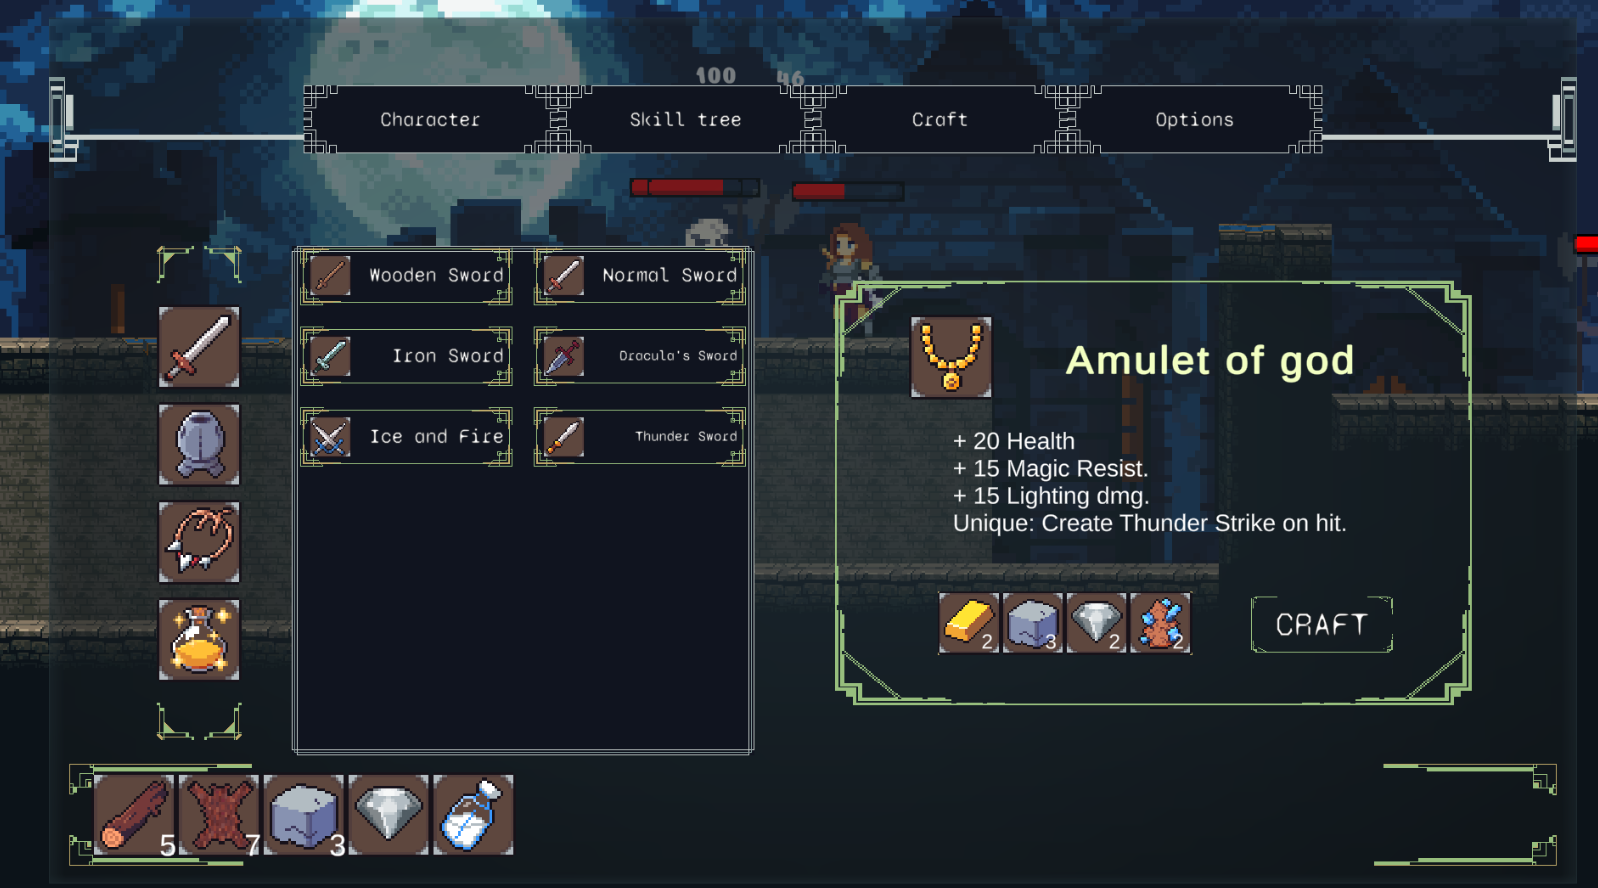 100 46
Character Skill tree Craft Options
Wooden Sword Normal Sword
Iron Sword Dracula's Sword
Ice and Fire Thunder Sword
Amulet of god
+ 20 Health
+ 15 Magic Resist.
+ 15 Lighting dmg.
Unique: Create Thunder Strike on hit.
2 3 2 2
CRAFT
5 7 3